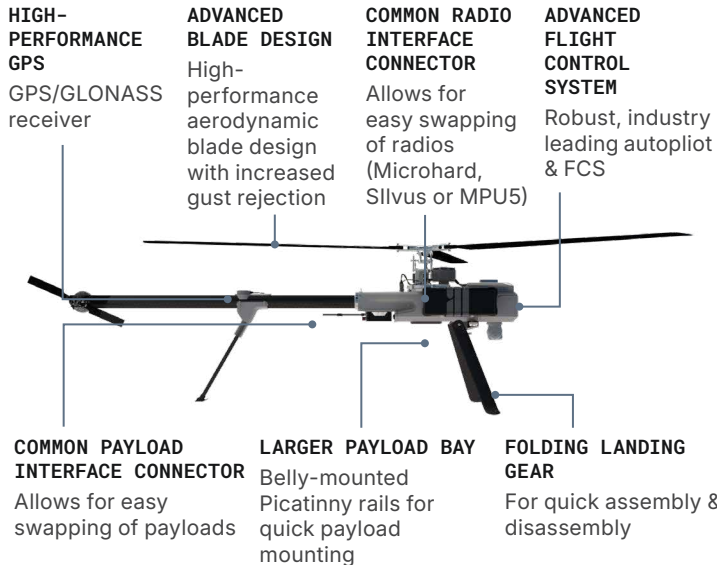 HIGH-
PERFORMANCE
GPS
GPS/GLONASS
receiver
ADVANCED
BLADE DESIGN
High-
performance
aerodynamic
blade design
with increased
gust rejection
COMMON RADIO
INTERFACE
CONNECTOR
Allows for
easy swapping
of radios
(Microhard,
SIlvus or MPU5)
ADVANCED
FLIGHT
CONTROL
SYSTEM
Robust, industry
leading autopliot
& FCS
COMMON PAYLOAD
INTERFACE CONNECTOR
Allows for easy
swapping of payloads
LARGER PAYLOAD BAY
Belly-mounted
Picatinny rails for
quick payload
mounting
FOLDING LANDING
GEAR
For quick assembly &
disassembly